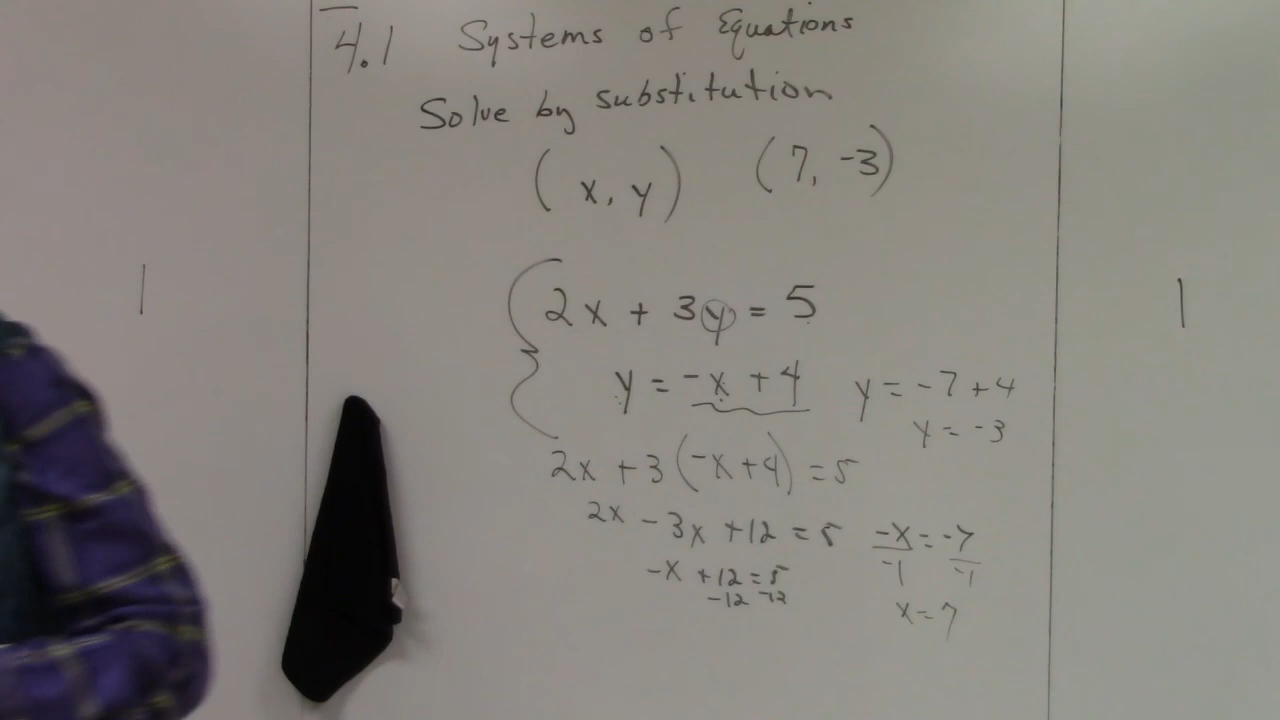 4.1 Systems of Equations
Solve by substitution
(x, y) (7, -3)
2x + 3y = 5
y = -x + 4 y = -7 + 4
y = -3
2x + 3(-x + 4) = 5
2x - 3x + 12 = 5 -x = -7
-x + 12 = 5 -1 -1
-12 -12
x = 7